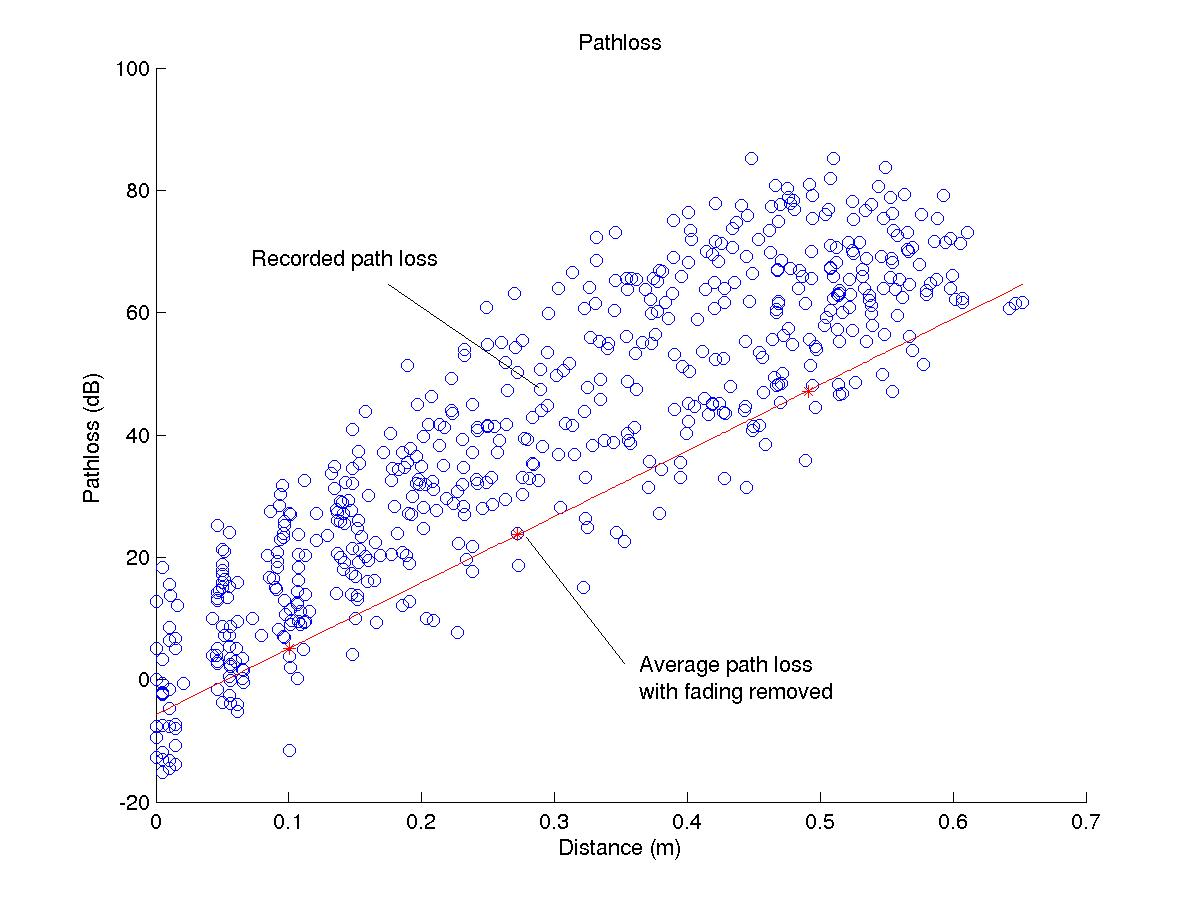 Pathloss
100
80
60
40
20
0
-20
Pathloss (dB)
Recorded path loss
Average path loss
with fading removed
0 0.1 0.2 0.3 0.4 0.5 0.6 0.7
Distance (m)